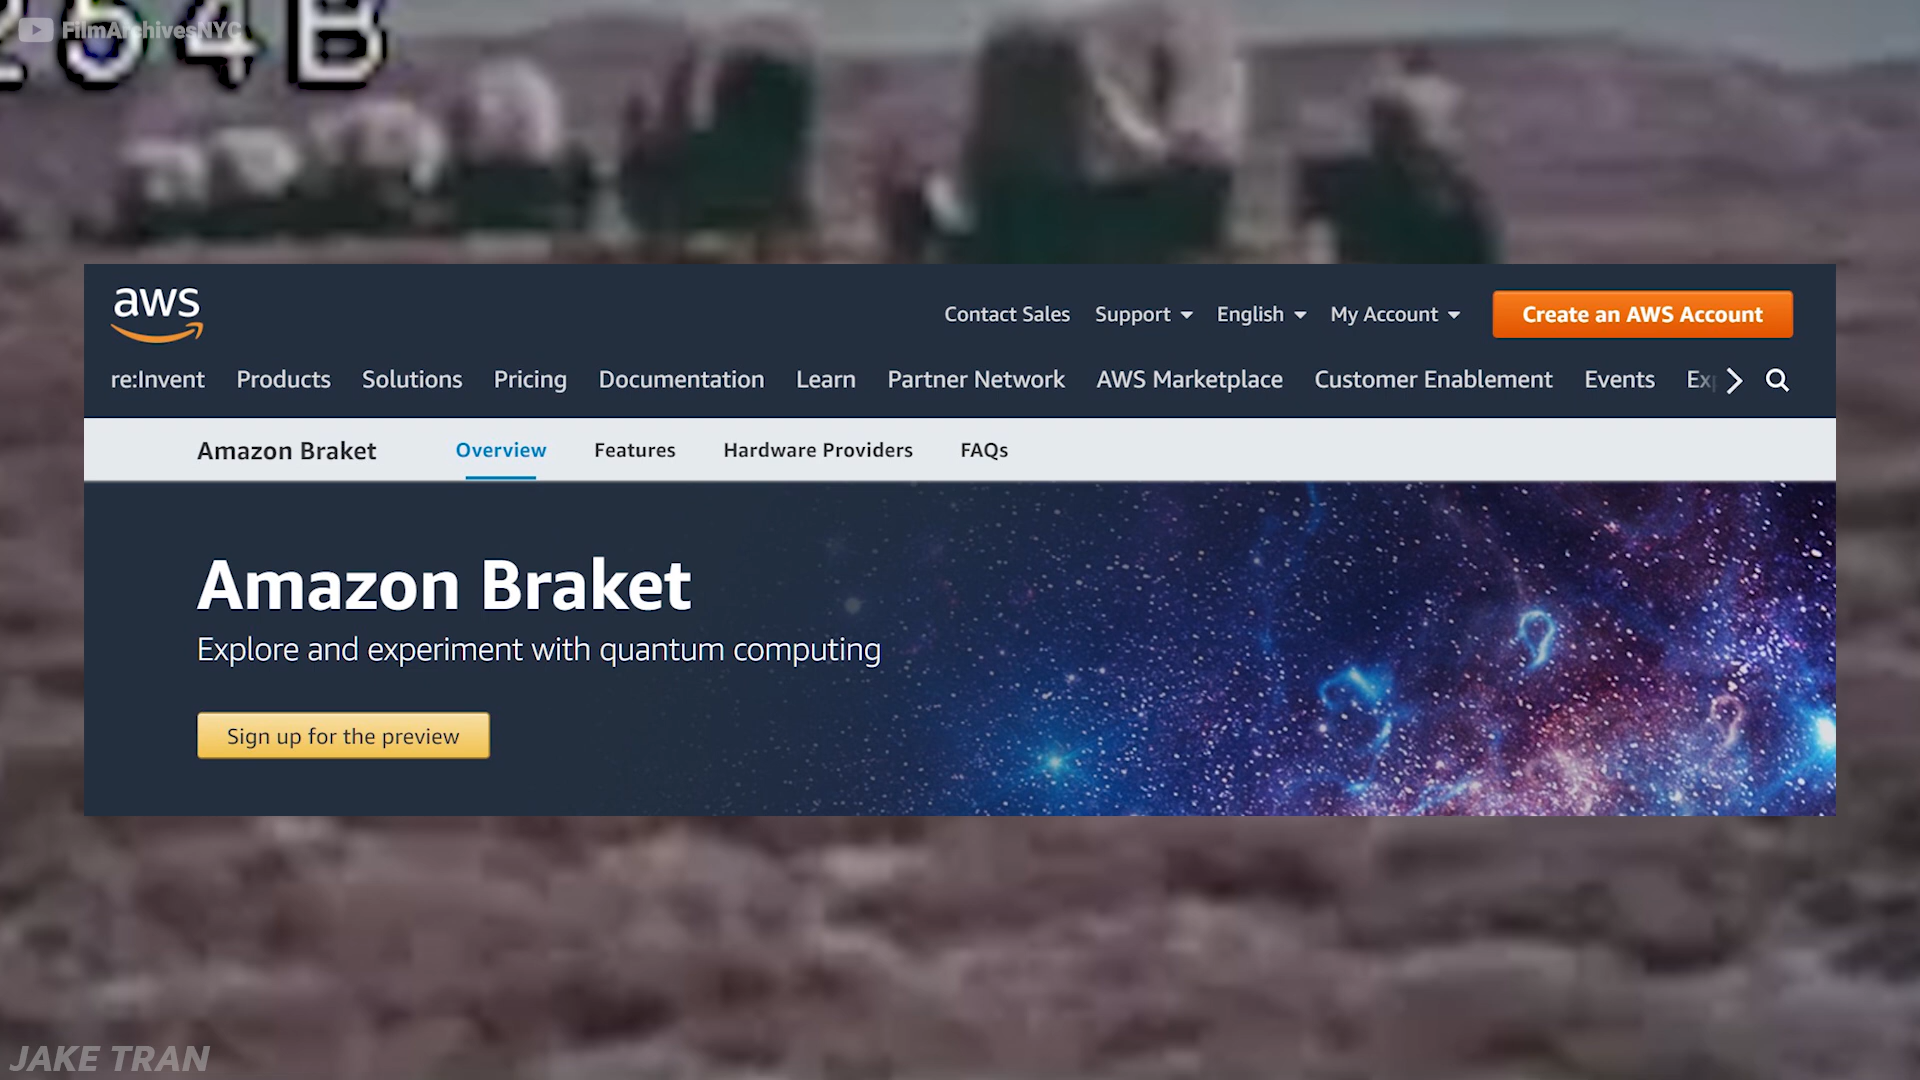 FilmArchivesNYC
254B
aws
Contact Sales Support English My Account Create an AWS Account
re:Invent Products Solutions Pricing Documentation Learn Partner Network AWS Marketplace Customer Enablement Events
Amazon Braket Overview Features Hardware Providers FAQs
Amazon Braket
Explore and experiment with quantum computing
Sign up for the preview
JAKE TRAN